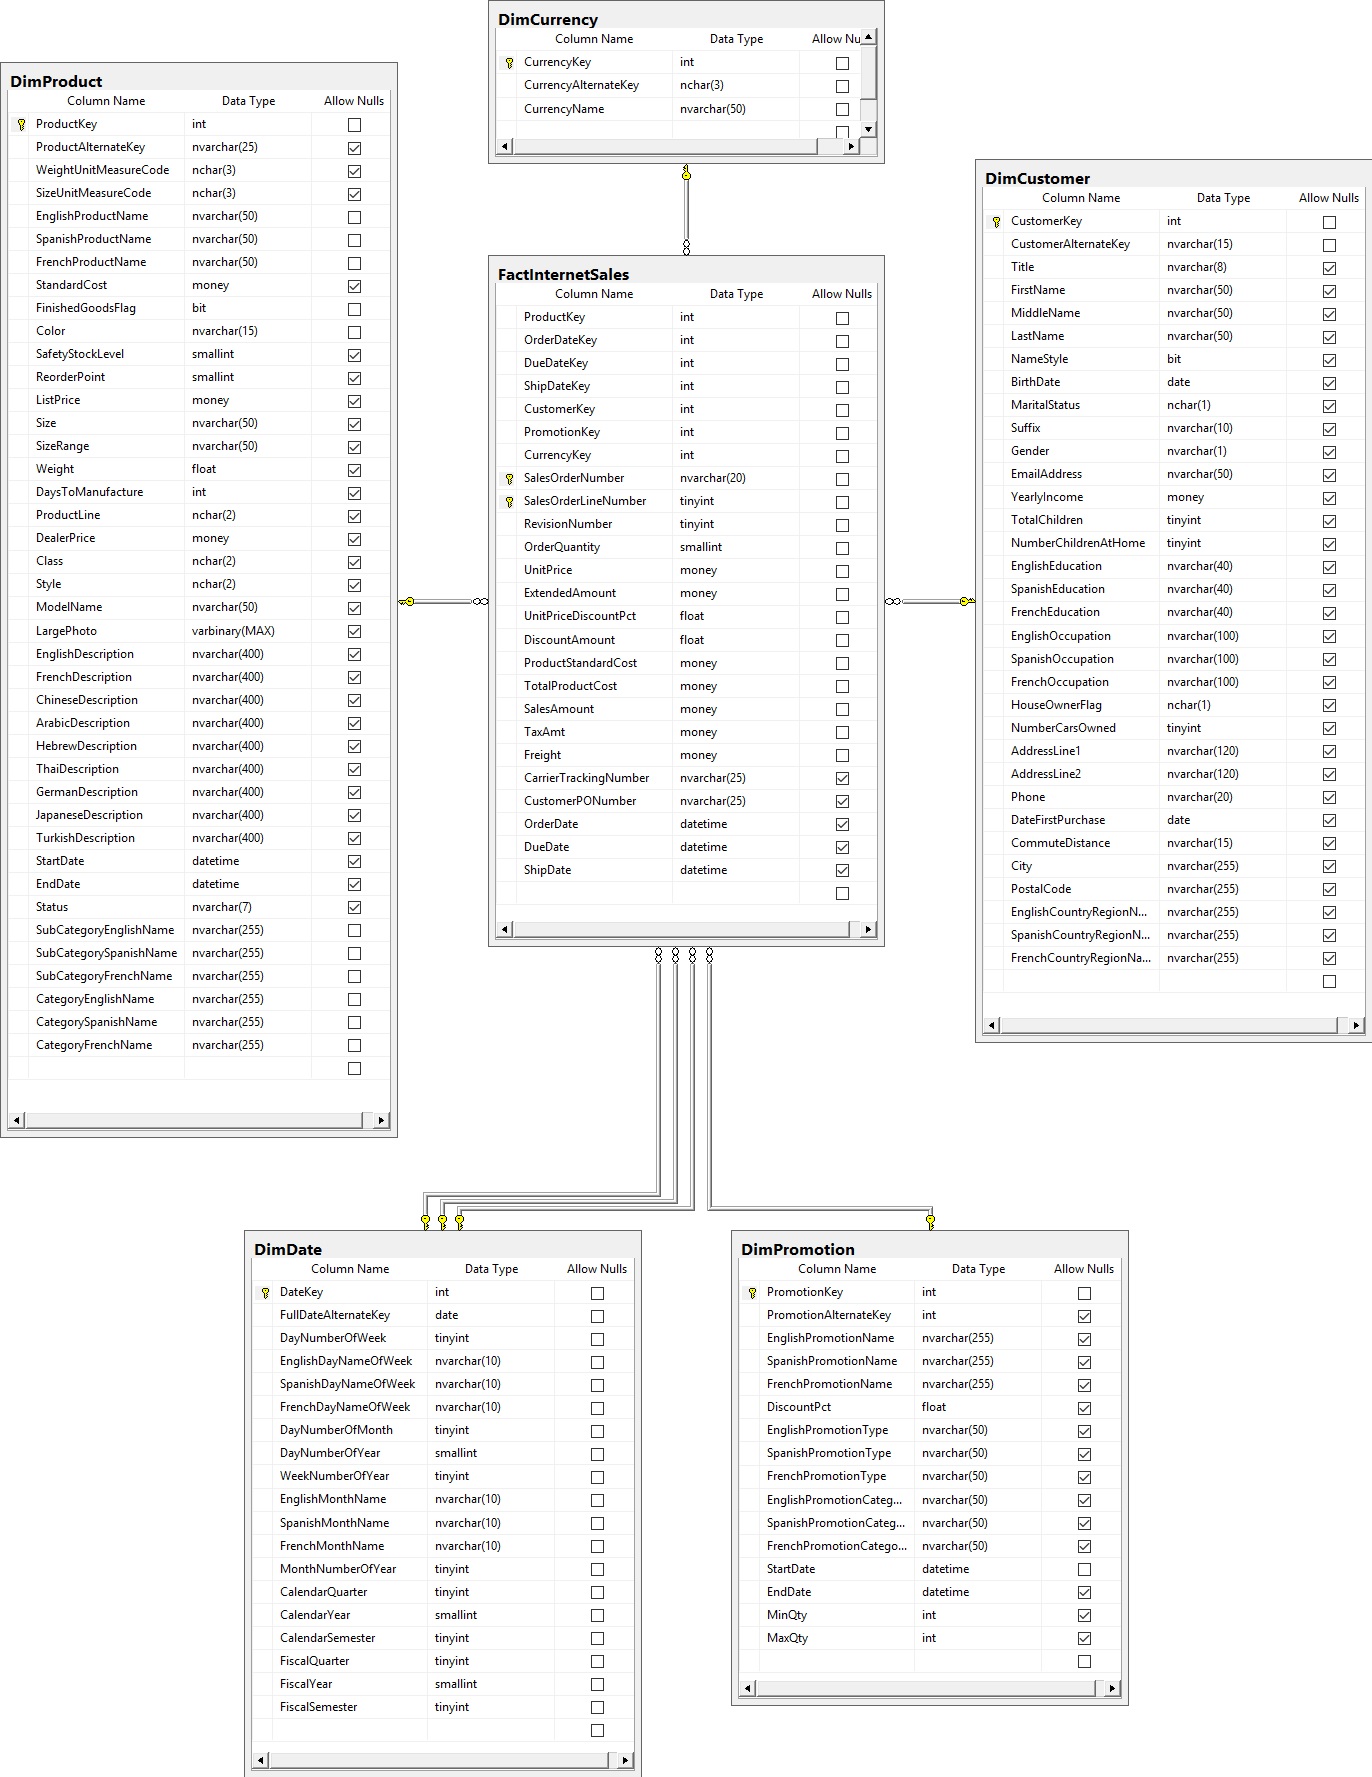 DimCurrency
Column Name Data Type Allow Nu
CurrencyKey int
CurrencyAlternateKey nchar(3)
CurrencyName nvarchar(50)
DimProduct
Column Name Data Type Allow Nulls
ProductKey int
ProductAlternateKey nvarchar(25)
WeightUnitMeasureCode nchar(3)
SizeUnitMeasureCode nchar(3)
EnglishProductName nvarchar(50)
SpanishProductName nvarchar(50)
FrenchProductName nvarchar(50)
StandardCost money
FinishedGoodsFlag bit
Color nvarchar(15)
SafetyStockLevel smallint
ReorderPoint smallint
ListPrice money
Size nvarchar(50)
SizeRange nvarchar(50)
Weight float
DaysToManufacture int
ProductLine nchar(2)
DealerPrice money
Class nchar(2)
Style nchar(2)
ModelName nvarchar(50)
LargePhoto varbinary(MAX)
EnglishDescription nvarchar(400)
FrenchDescription nvarchar(400)
ChineseDescription nvarchar(400)
ArabicDescription nvarchar(400)
HebrewDescription nvarchar(400)
ThaiDescription nvarchar(400)
GermanDescription nvarchar(400)
JapaneseDescription nvarchar(400)
TurkishDescription nvarchar(400)
StartDate datetime
EndDate datetime
Status nvarchar(7)
SubCategoryEnglishName nvarchar(255)
SubCategorySpanishName nvarchar(255)
SubCategoryFrenchName nvarchar(255)
CategoryEnglishName nvarchar(255)
CategorySpanishName nvarchar(255)
CategoryFrenchName nvarchar(255)
FactInternetSales
Column Name Data Type Allow Nulls
ProductKey int
OrderDateKey int
DueDateKey int
ShipDateKey int
CustomerKey int
PromotionKey int
CurrencyKey int
SalesOrderNumber nvarchar(20)
SalesOrderLineNumber tinyint
RevisionNumber tinyint
OrderQuantity smallint
UnitPrice money
ExtendedAmount money
UnitPriceDiscountPct float
DiscountAmount float
ProductStandardCost money
TotalProductCost money
SalesAmount money
TaxAmt money
Freight money
CarrierTrackingNumber nvarchar(25)
CustomerPONumber nvarchar(25)
OrderDate datetime
DueDate datetime
ShipDate datetime
DimCustomer
Column Name Data Type Allow Nulls
CustomerKey int
CustomerAlternateKey nvarchar(15)
Title nvarchar(8)
FirstName nvarchar(50)
MiddleName nvarchar(50)
LastName nvarchar(50)
NameStyle bit
BirthDate date
MaritalStatus nchar(1)
Suffix nvarchar(10)
Gender nvarchar(1)
EmailAddress nvarchar(50)
YearlyIncome money
TotalChildren tinyint
NumberChildrenAtHome tinyint
EnglishEducation nvarchar(40)
SpanishEducation nvarchar(40)
FrenchEducation nvarchar(40)
EnglishOccupation nvarchar(100)
SpanishOccupation nvarchar(100)
FrenchOccupation nvarchar(100)
HouseOwnerFlag nchar(1)
NumberCarsOwned tinyint
AddressLine1 nvarchar(120)
AddressLine2 nvarchar(120)
Phone nvarchar(20)
DateFirstPurchase date
CommuteDistance nvarchar(15)
City nvarchar(255)
PostalCode nvarchar(255)
EnglishCountryRegionN... nvarchar(255)
SpanishCountryRegionN... nvarchar(255)
FrenchCountryRegionNa... nvarchar(255)
DimDate
Column Name Data Type Allow Nulls
DateKey int
FullDateAlternateKey date
DayNumberOfWeek tinyint
EnglishDayNameOfWeek nvarchar(10)
SpanishDayNameOfWeek nvarchar(10)
FrenchDayNameOfWeek nvarchar(10)
DayNumberOfMonth tinyint
DayNumberOfYear smallint
WeekNumberOfYear tinyint
EnglishMonthName nvarchar(10)
SpanishMonthName nvarchar(10)
FrenchMonthName nvarchar(10)
MonthNumberOfYear tinyint
CalendarQuarter tinyint
CalendarYear smallint
CalendarSemester tinyint
FiscalQuarter tinyint
FiscalYear smallint
FiscalSemester tinyint
DimPromotion
Column Name Data Type Allow Nulls
PromotionKey int
PromotionAlternateKey int
EnglishPromotionName nvarchar(255)
SpanishPromotionName nvarchar(255)
FrenchPromotionName nvarchar(255)
DiscountPct float
EnglishPromotionType nvarchar(50)
SpanishPromotionType nvarchar(50)
FrenchPromotionType nvarchar(50)
EnglishPromotionCateg... nvarchar(50)
SpanishPromotionCateg... nvarchar(50)
FrenchPromotionCatego... nvarchar(50)
StartDate datetime
EndDate datetime
MinQty int
MaxQty int